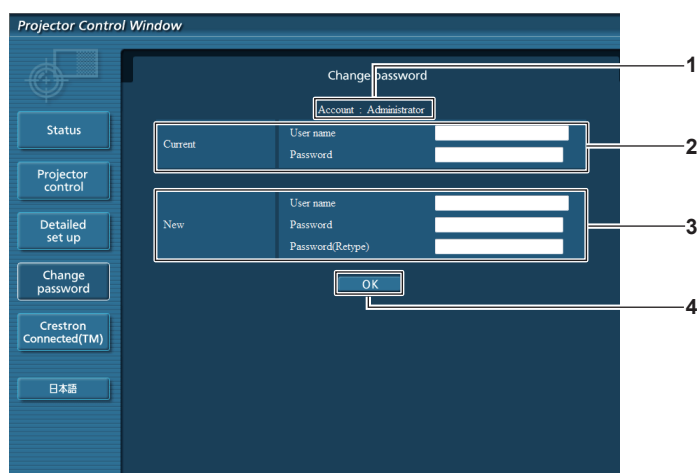 Projector Control Window
Change password
1
Account : Administrator
Status
Current
User name
Password
2
Projector
control
New
User name
Password
Password(Retype)
3
Detailed
set up
Change
password
OK
4
Crestron
Connected(TM)
日本語